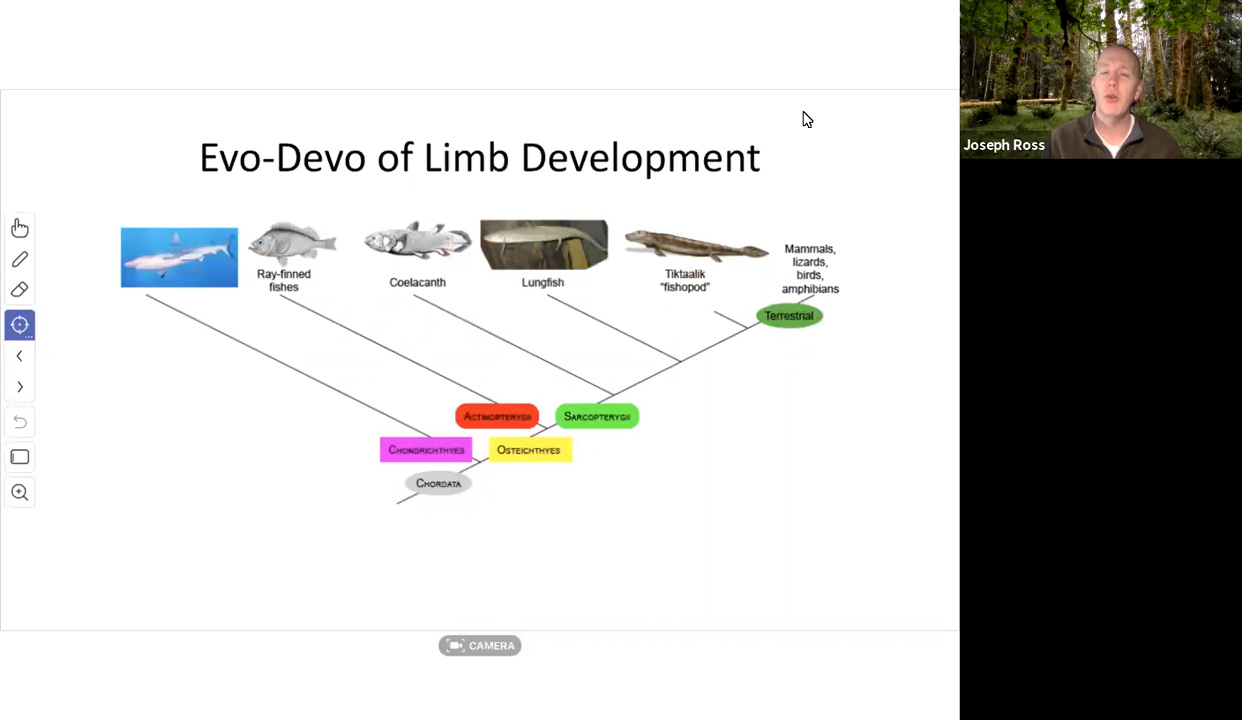 Evo-Devo of Limb Development
Joseph Ross
Ray-finned
fishes
Coelacanth
Lungfish
Tiktaalik
"fishopod"
Mammals,
lizards,
birds,
amphibians
Terrestrial
ACTINOPTERYGII
SARCOPTERYGII
CHONDRICHTHYES
OSTEICHTHYES
CHORDATA
CAMERA